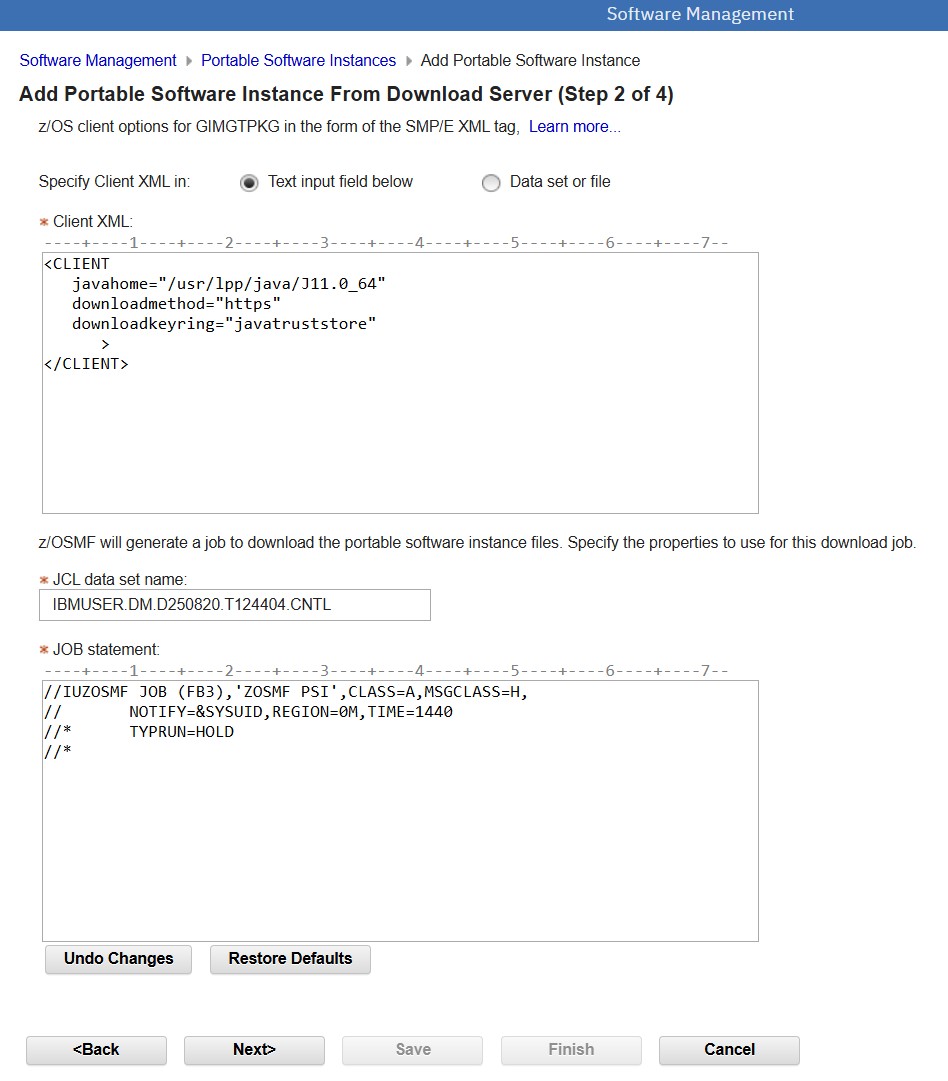 Software Management
Software Management Portable Software Instances Add Portable Software Instance
Add Portable Software Instance From Download Server (Step 2 of 4)
z/OS client options for GIMGTPKG in the form of the SMP/E XML tag, Learn more...
Specify Client XML in: Text input field below Data set or file
* Client XML:
----+----1----+----2----+----3----+----4----+----5----+----6----+----7--
<CLIENT
   javahome="/usr/lpp/java/J11.0_64"
   downloadmethod="https"
   downloadkeyring="javatruststore"
      >
</CLIENT>
z/OSMF will generate a job to download the portable software instance files. Specify the properties to use for this download job.
* JCL data set name:
IBMUSER.DM.D250820.T124404.CNTL
* JOB statement:
----+----1----+----2----+----3----+----4----+----5----+----6----+----7--
//IUZOSMF JOB (FB3),'ZOSMF PSI',CLASS=A,MSGCLASS=H,
//       NOTIFY=&SYSUID,REGION=0M,TIME=1440
//*      TYPRUN=HOLD
//*
Undo Changes Restore Defaults
<Back Next> Save Finish Cancel